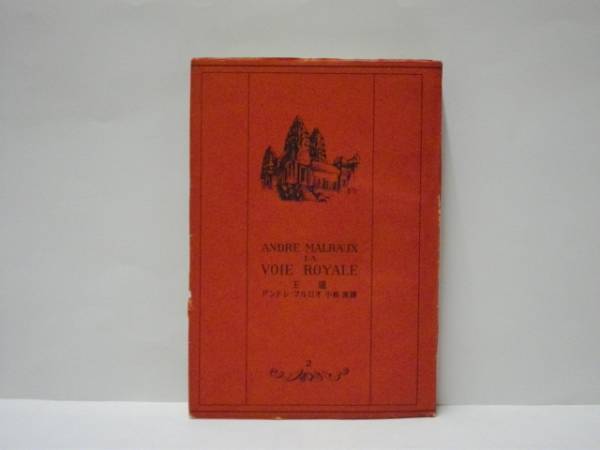 ANDRE MALRAUX
LA
VOIE ROYALE
王道
アンドレ・マルロオ 小松 清譯
2